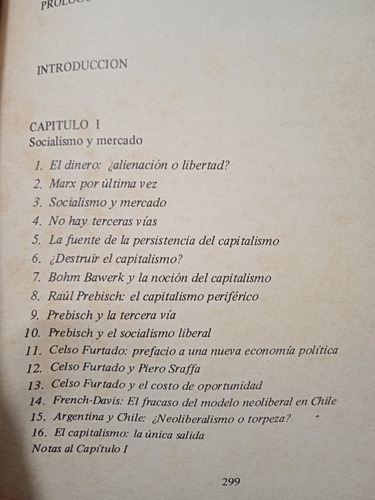 PROLOGO
INTRODUCCION
CAPITULO I
Socialismo y mercado
1. El dinero: ¿alienación o libertad?
2. Marx por última vez
3. Socialismo y mercado
4. No hay terceras vías
5. La fuente de la persistencia del capitalismo
6. ¿Destruir el capitalismo?
7. Bohm Bawerk y la noción del capitalismo
8. Raúl Prebisch: el capitalismo periférico
9. Prebisch y la tercera vía
10. Prebisch y el socialismo liberal
11. Celso Furtado: prefacio a una nueva economía política
12. Celso Furtado y Piero Sraffa
13. Celso Furtado y el costo de oportunidad
14. French-Davis: El fracaso del modelo neoliberal en Chile
15. Argentina y Chile: ¿Neoliberalismo o torpeza?
16. El capitalismo: la única salida
Notas al Capítulo I
299